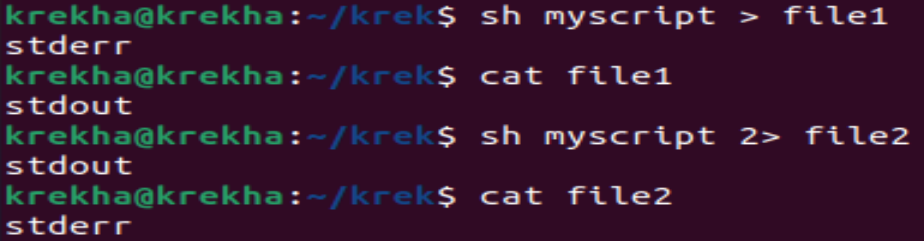 krekha@krekha:~/krek$ sh myscript > file1
stderr
krekha@krekha:~/krek$ cat file1
stdout
krekha@krekha:~/krek$ sh myscript 2> file2
stdout
krekha@krekha:~/krek$ cat file2
stderr